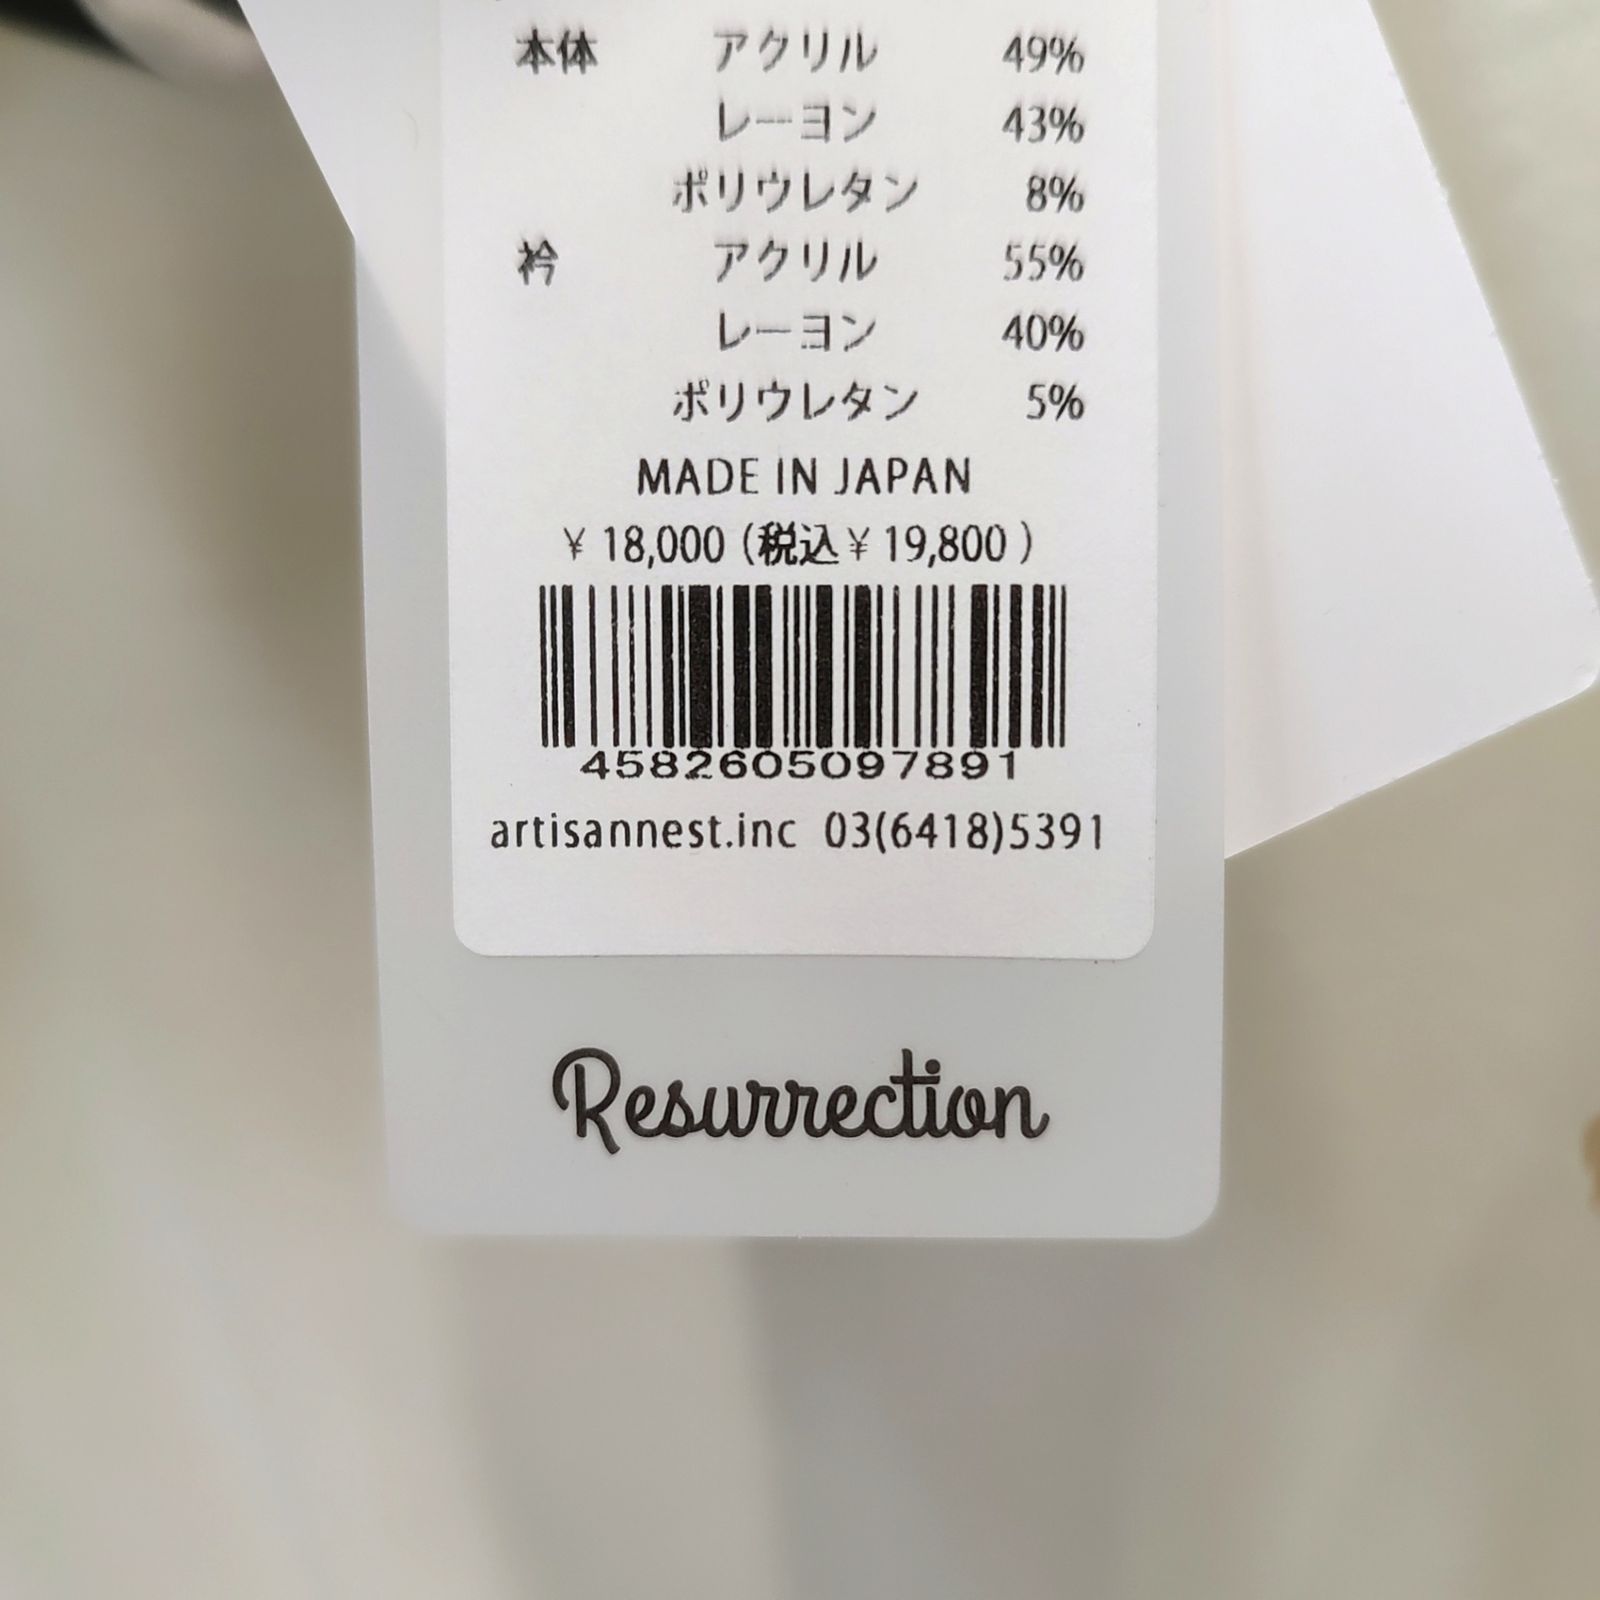 本体 アクリル 49%
レーヨン 43%
ポリウレタン 8%
衿 アクリル 55%
レーヨン 40%
ポリウレタン 5%
MADE IN JAPAN
¥ 18,000 (税込 ¥ 19,800 )
4582605097891
artisannest.inc 03(6418)5391
Resurrection